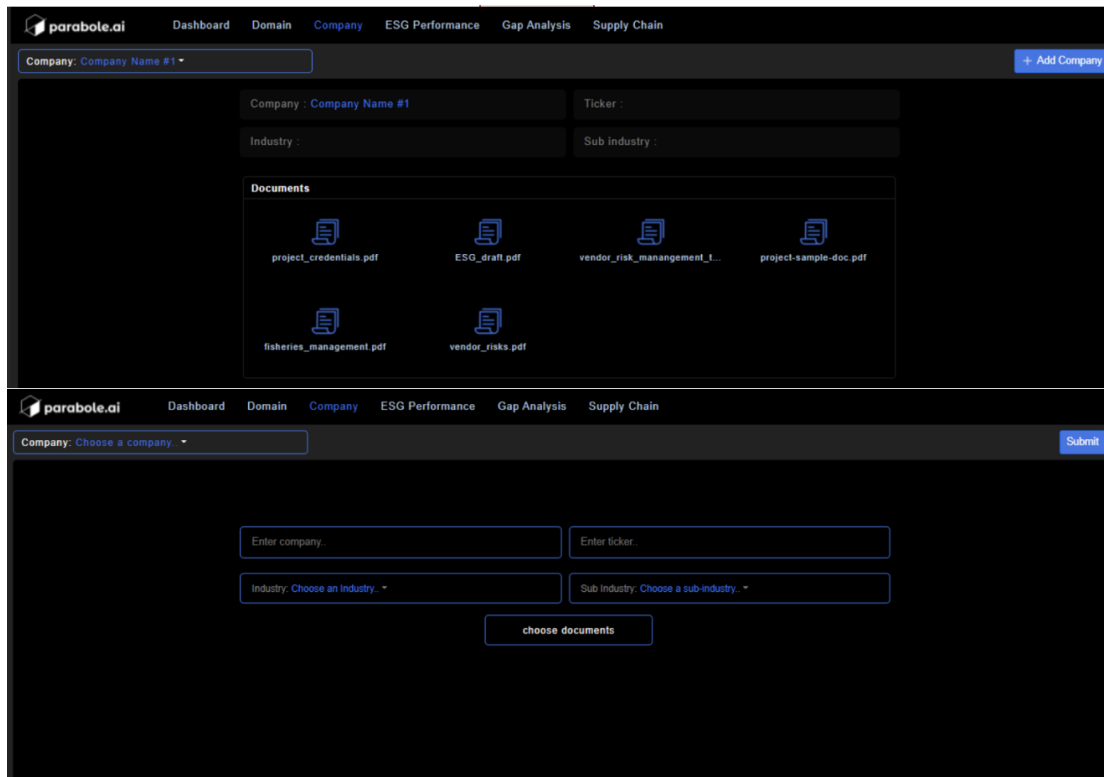 parabole.ai Dashboard Domain Company ESG Performance Gap Analysis Supply Chain
Company: Company Name #1
+ Add Company
Company : Company Name #1 Ticker :
Industry : Sub industry :
Documents
project_credentials.pdf ESG_draft.pdf vendor_risk_manangement_t... project-sample-doc.pdf
fisheries_management.pdf vendor_risks.pdf
parabole.ai Dashboard Domain Company ESG Performance Gap Analysis Supply Chain
Company: Choose a company..
Submit
Enter company.. Enter ticker..
Industry: Choose an Industry.. Sub Industry: Choose a sub-industry..
choose documents